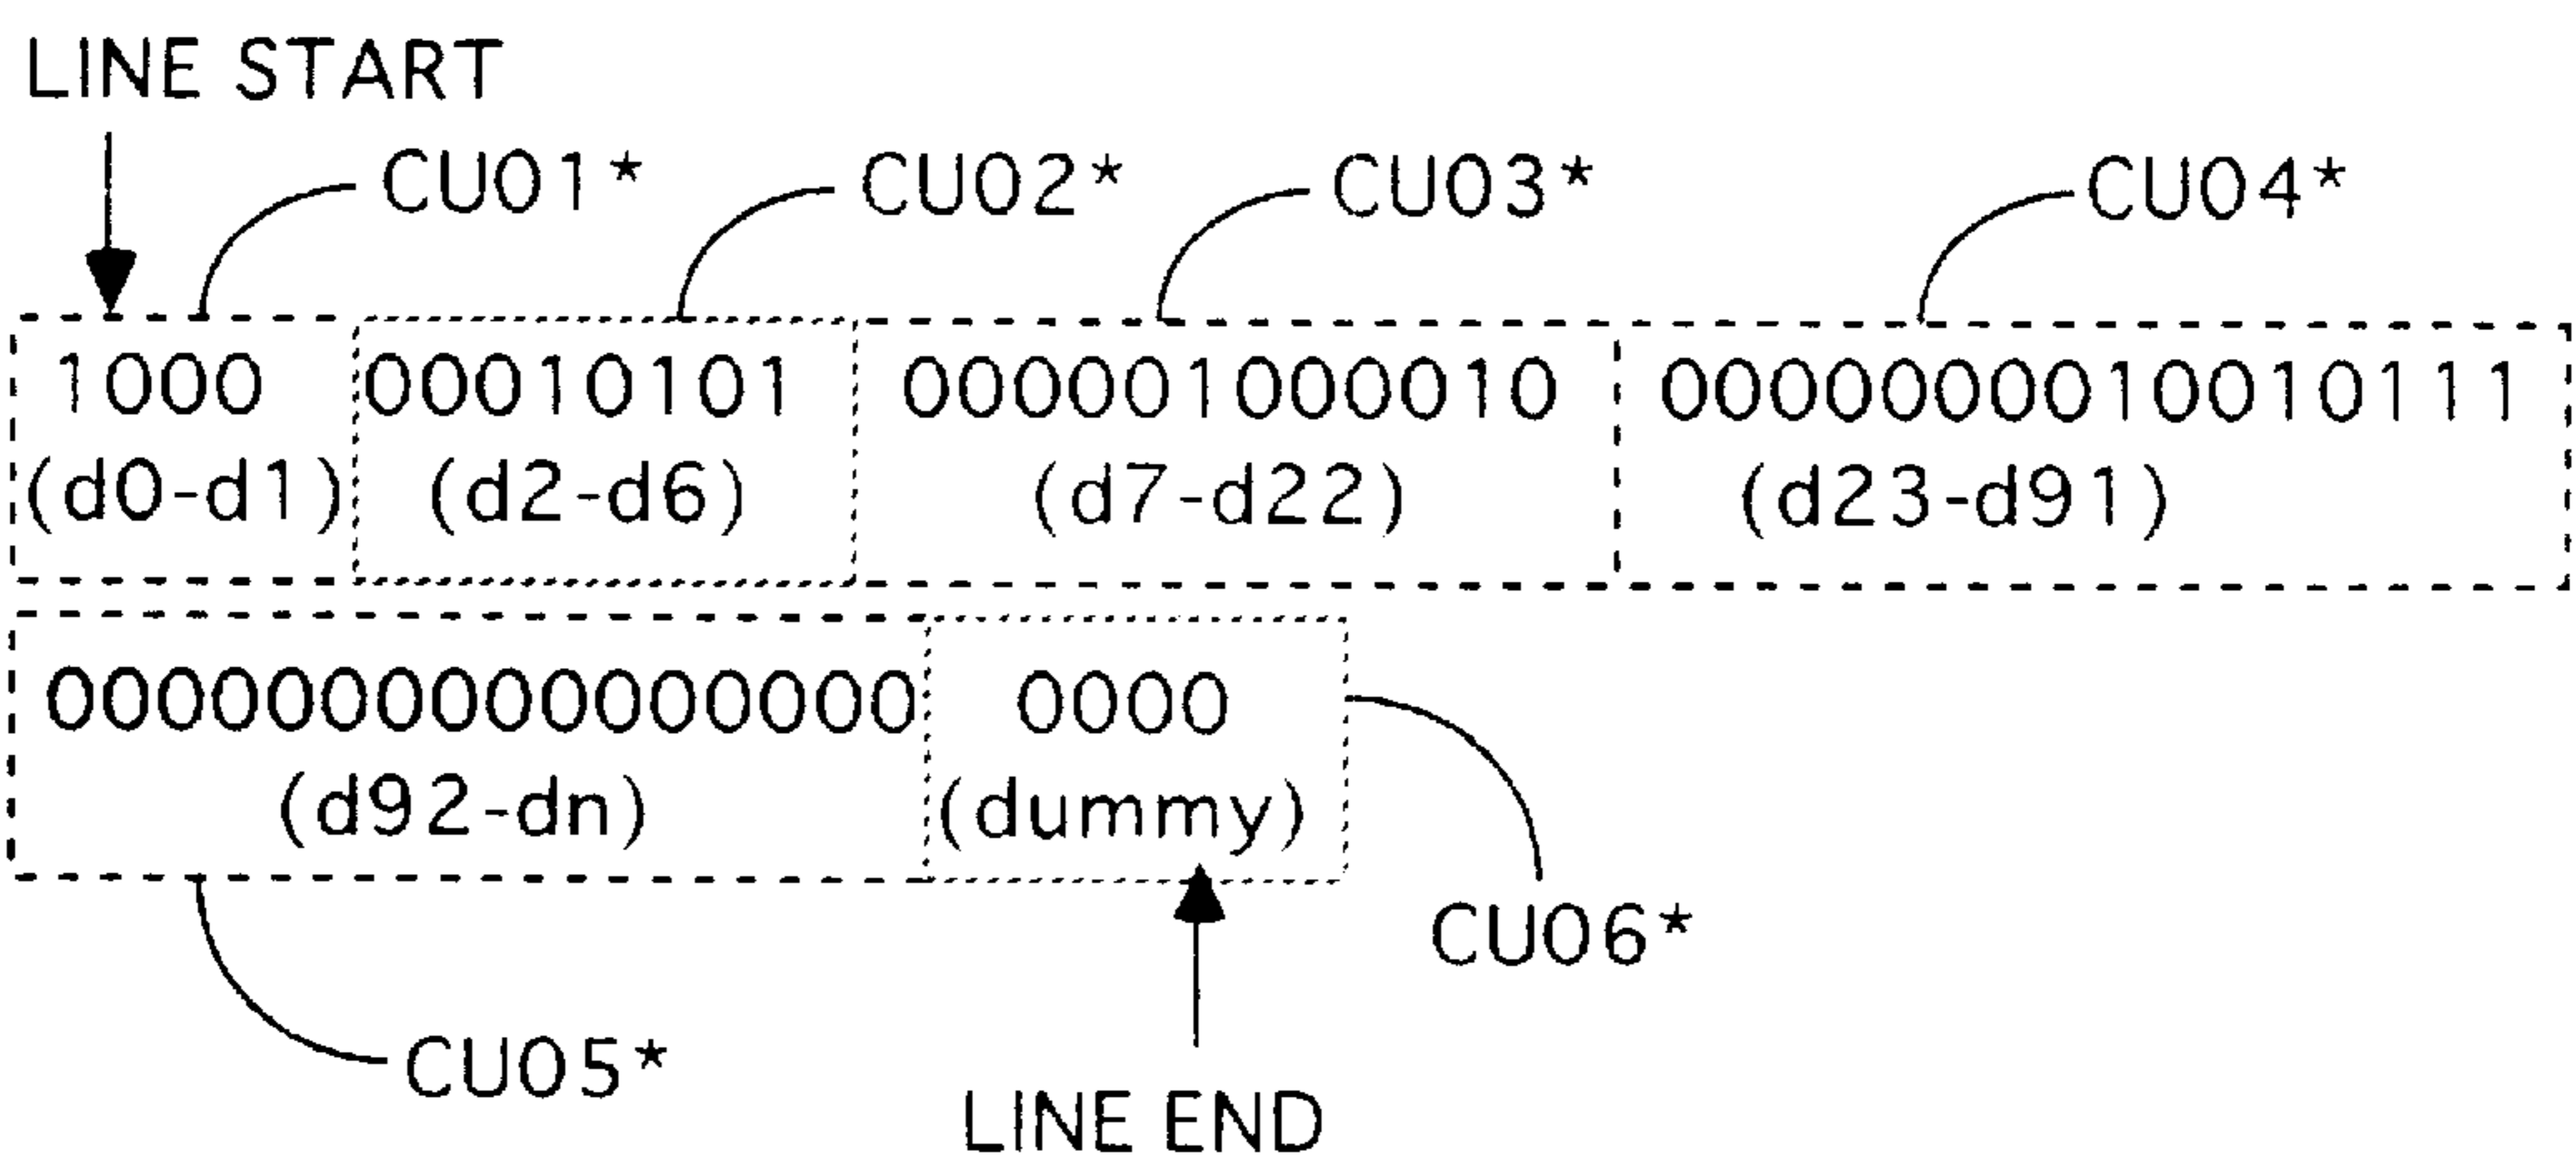 LINE START
CU01* CU02* CU03* CU04*
1000 00010101 000001000010 0000000010010111
(d0-d1) (d2-d6) (d7-d22) (d23-d91)
0000000000000000 0000
(d92-dn) (dummy)
CU06*
CU05*
LINE END